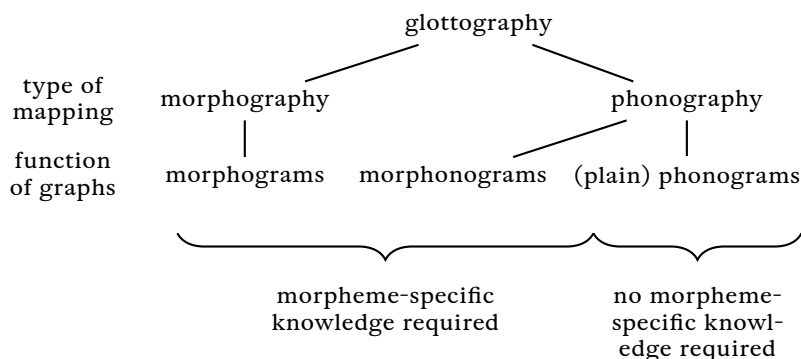 glottography
type of
mapping
morphography
phonography
function
of graphs
morphograms
morphonograms
(plain) phonograms
morpheme-specific
knowledge required
no morpheme-
specific knowl-
edge required